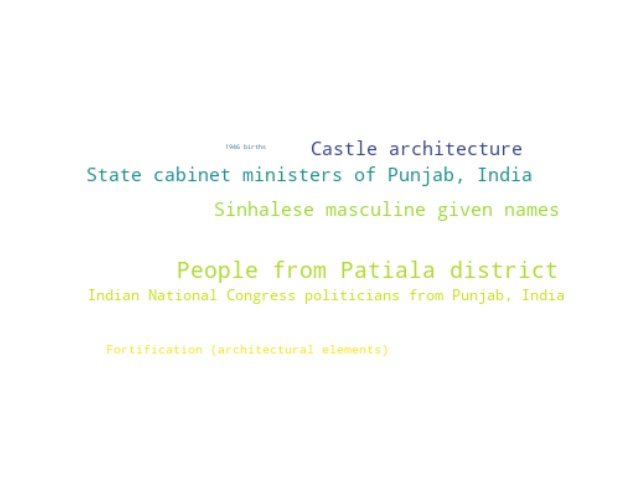 1946 births
Castle architecture
State cabinet ministers of Punjab, India
Sinhalese masculine given names
People from Patiala district
Indian National Congress politicians from Punjab, India
Fortification (architectural elements)